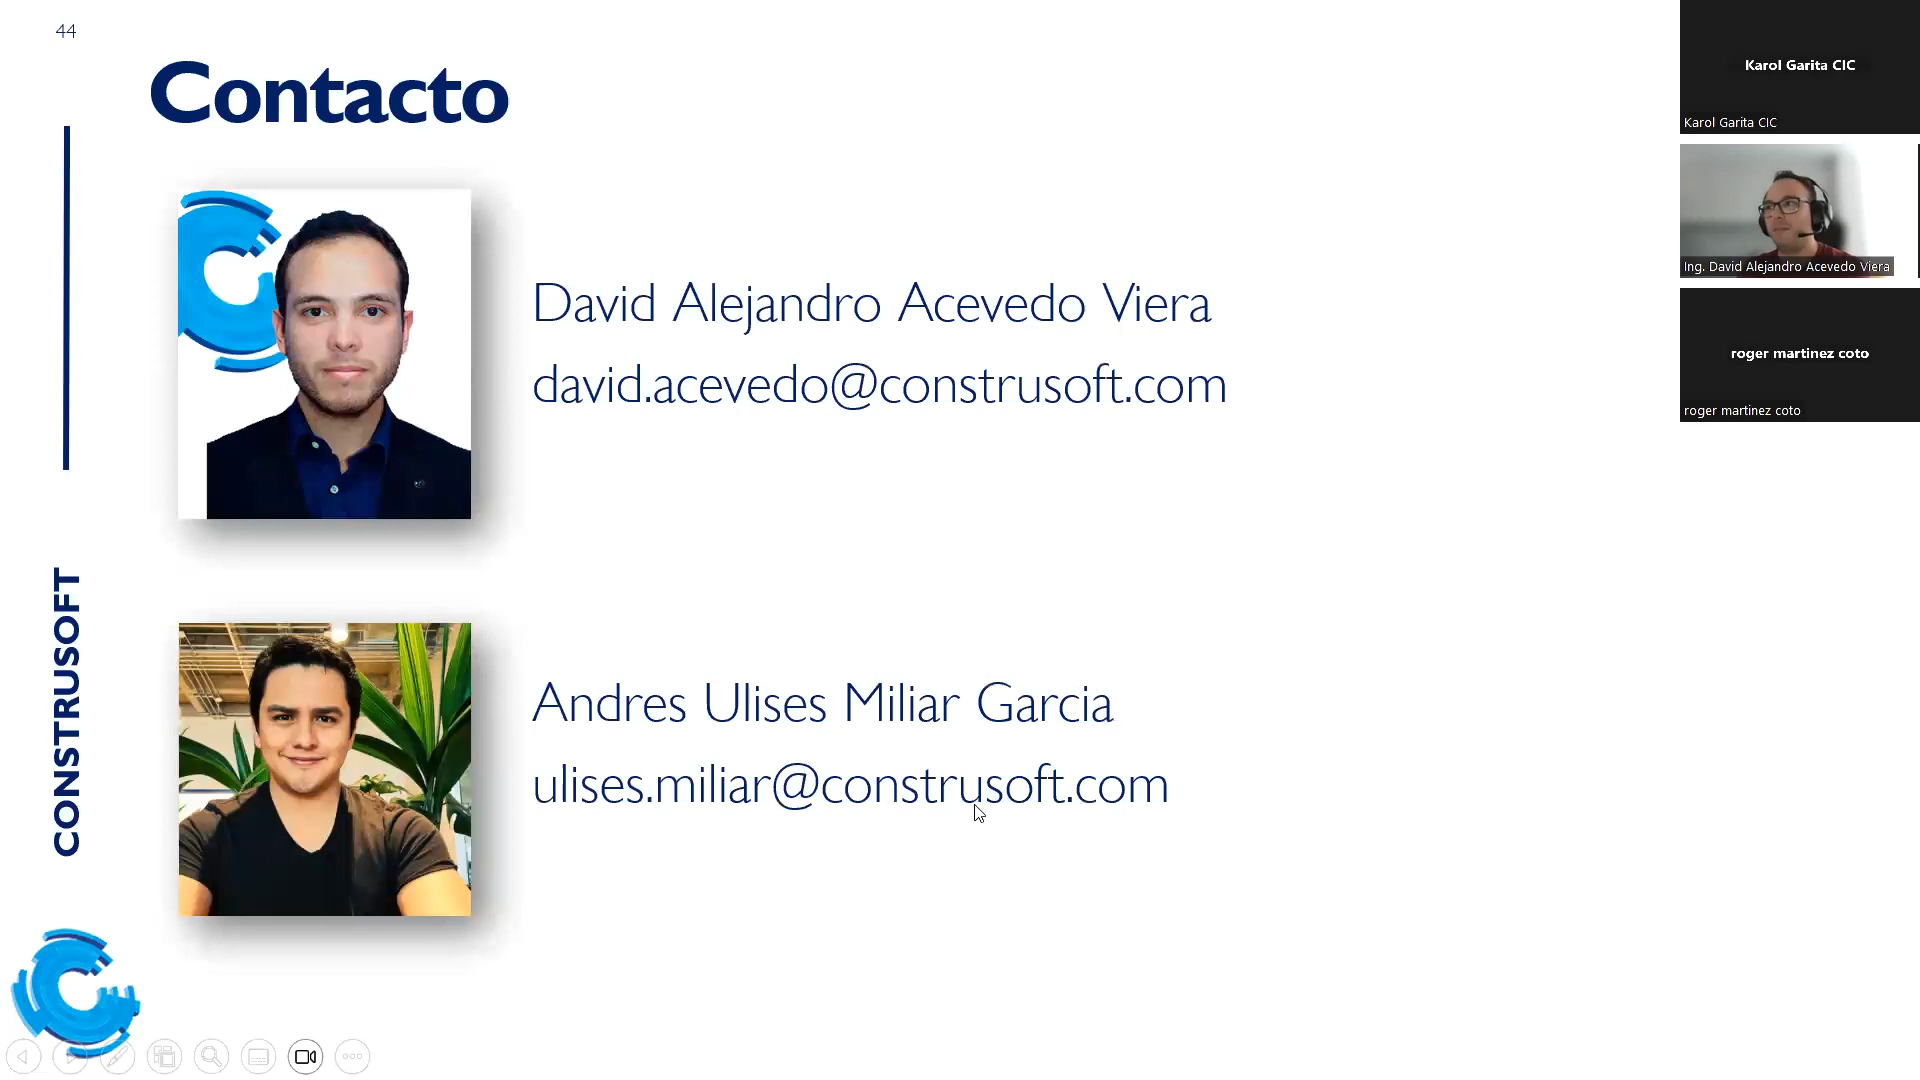 44
Contacto
David Alejandro Acevedo Viera
david.acevedo@construsoft.com
Andres Ulises Miliar Garcia
ulises.miliar@construsoft.com
CONSTRUSOFT
Karol Garita CIC
Karol Garita CIC
Ing. David Alejandro Acevedo Viera
roger martinez coto
roger martinez coto